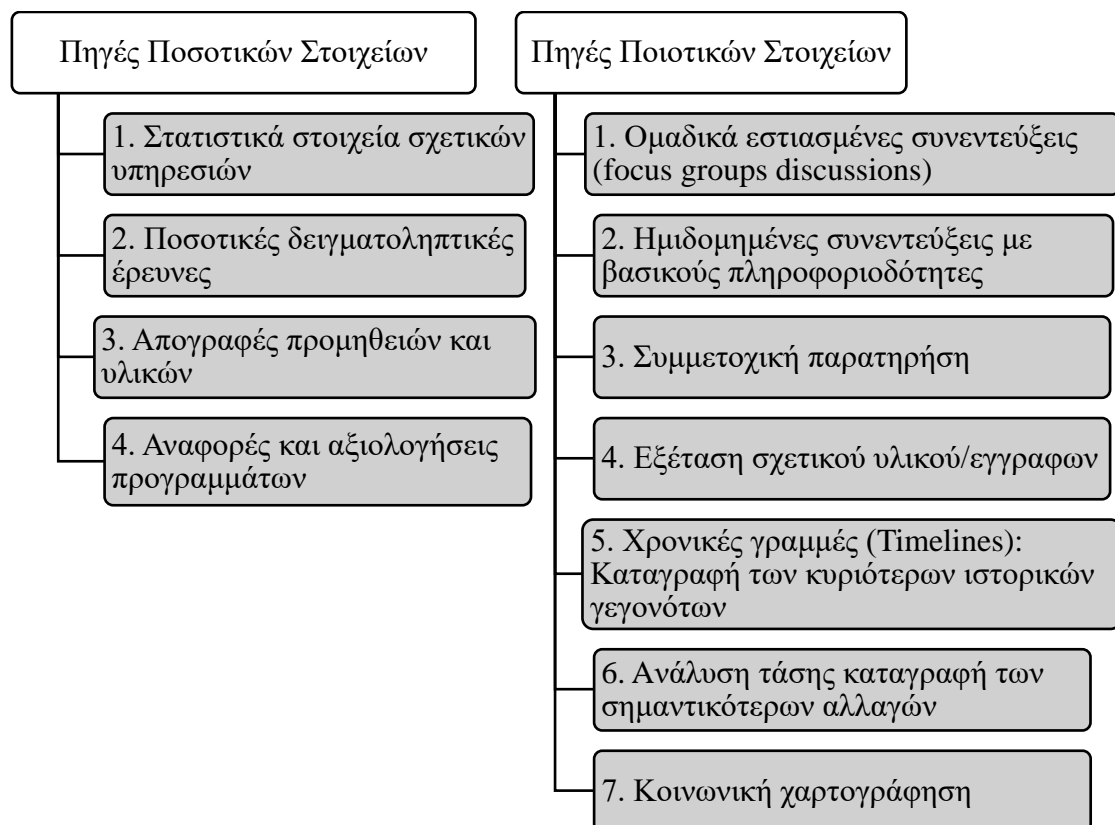 Πηγές Ποσοτικών Στοιχείων
1. Στατιστικά στοιχεία σχετικών
υπηρεσιών
2. Ποσοτικές δειγματοληπτικές
έρευνες
3. Απογραφές προμηθειών και
υλικών
4. Αναφορές και αξιολογήσεις
προγραμμάτων
Πηγές Ποιοτικών Στοιχείων
1. Ομαδικά εστιασμένες συνεντεύξεις
(focus groups discussions)
2. Ημιδομημένες συνεντεύξεις με
βασικούς πληροφοριοδότητες
3. Συμμετοχική παρατηρήση
4. Εξέταση σχετικού υλικού/εγγραφων
5. Χρονικές γραμμές (Timelines):
Καταγραφή των κυριότερων ιστορικών
γεγονότων
6. Ανάλυση τάσης καταγραφή των
σημαντικότερων αλλαγών
7. Κοινωνική χαρτογράφηση